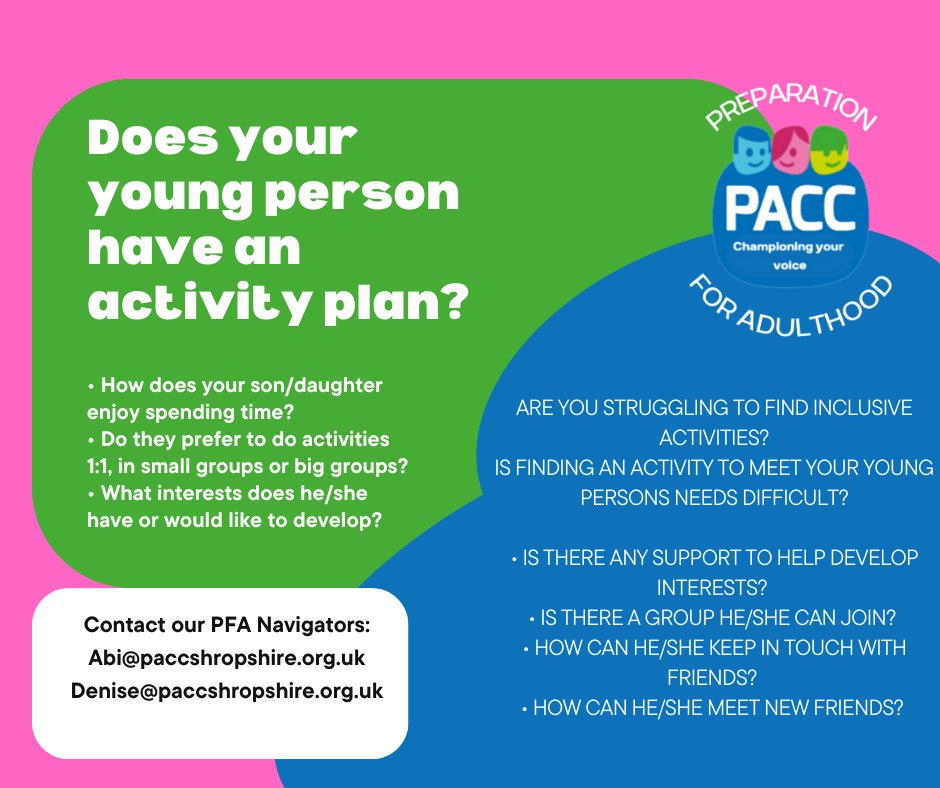 Does your
young person
have an
activity plan?
• How does your son/daughter
enjoy spending time?
• Do they prefer to do activities
1:1, in small groups or big groups?
• What interests does he/she
have or would like to develop?
Contact our PFA Navigators:
Abi@paccshropshire.org.uk
Denise@paccshropshire.org.uk
PREPARATION
PACC
Championing your
voice
FOR ADULTHOOD
ARE YOU STRUGGLING TO FIND INCLUSIVE
ACTIVITIES?
IS FINDING AN ACTIVITY TO MEET YOUR YOUNG
PERSONS NEEDS DIFFICULT?
• IS THERE ANY SUPPORT TO HELP DEVELOP
INTERESTS?
• IS THERE A GROUP HE/SHE CAN JOIN?
• HOW CAN HE/SHE KEEP IN TOUCH WITH
FRIENDS?
• HOW CAN HE/SHE MEET NEW FRIENDS?